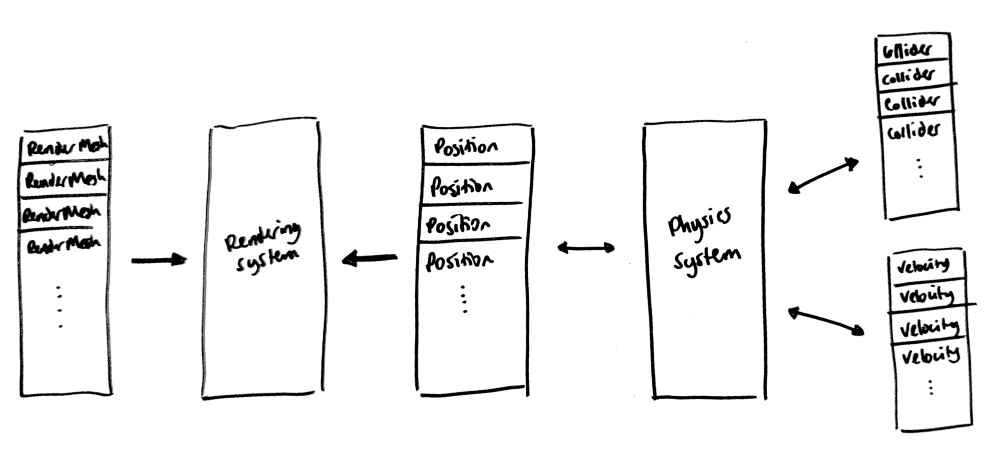 RenderMesh
RenderMesh
RenderMesh
RenderMesh
Rendering
system
Position
Position
Position
Position
Physics
System
Collider
Collider
Collider
Collider
Velocity
Velocity
Velocity
Velocity